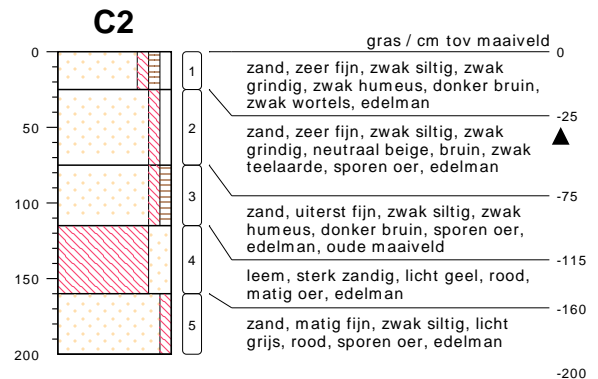 C2
gras / cm tov maaiveld
0
0
1
zand, zeer fijn, zwak siltig, zwak
grindig, zwak humeus, donker bruin,
zwak wortels, edelman
-25
50
2
zand, zeer fijn, zwak siltig, zwak
grindig, neutraal beige, bruin, zwak
teelaarde, sporen oer, edelman
-75
100
3
zand, uiterst fijn, zwak siltig, zwak
humeus, donker bruin, sporen oer,
edelman, oude maaiveld
-115
150
4
leem, sterk zandig, licht geel, rood,
matig oer, edelman
-160
5
zand, matig fijn, zwak siltig, licht
grijs, rood, sporen oer, edelman
200
-200